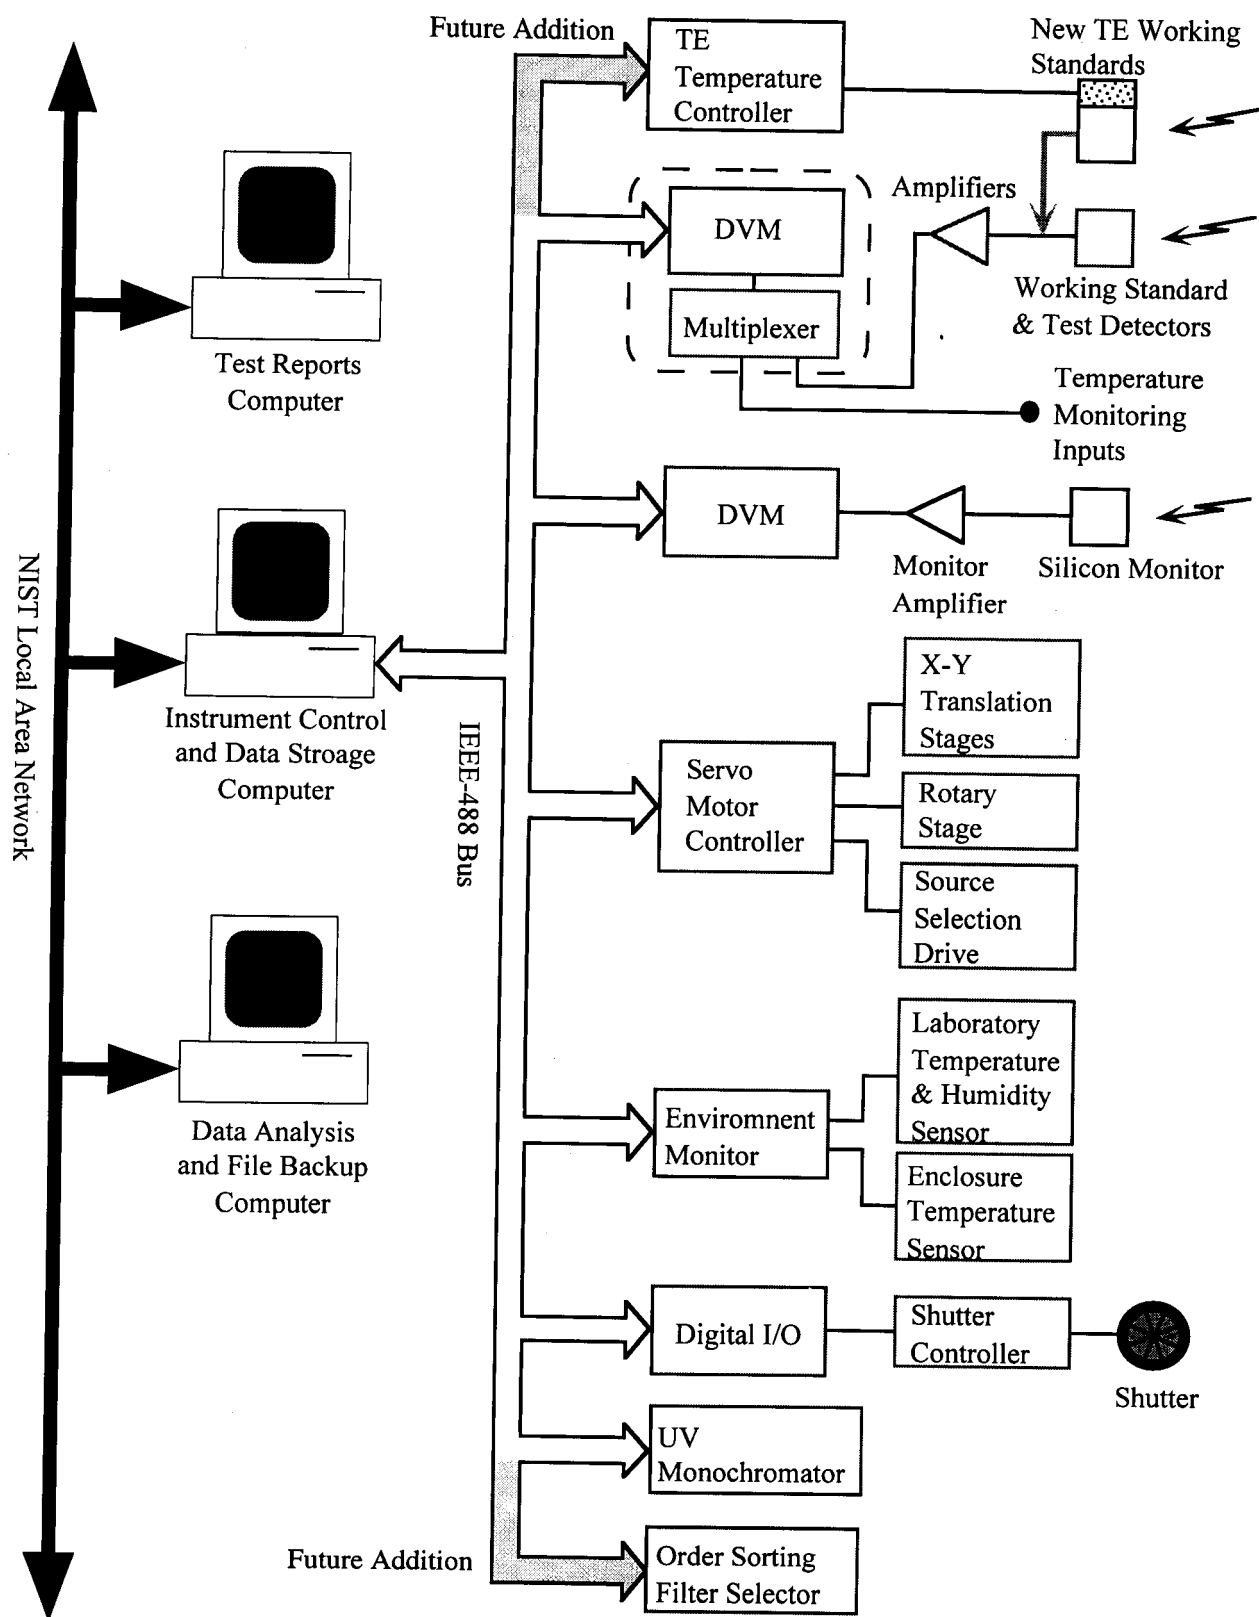 Future Addition
TE
Temperature
Controller
New TE Working
Standards
DVM
Multiplexer
Amplifiers
Working Standard
& Test Detectors
Temperature
Monitoring
Inputs
Test Reports
Computer
DVM
Monitor
Amplifier
Silicon Monitor
NIST Local Area Network
Instrument Control
and Data Stroage
Computer
IEEE-488 Bus
Servo
Motor
Controller
X-Y
Translation
Stages
Rotary
Stage
Source
Selection
Drive
Data Analysis
and File Backup
Computer
Enviromnent
Monitor
Laboratory
Temperature
& Humidity
Sensor
Enclosure
Temperature
Sensor
Digital I/O
Shutter
Controller
Shutter
UV
Monochromator
Future Addition
Order Sorting
Filter Selector